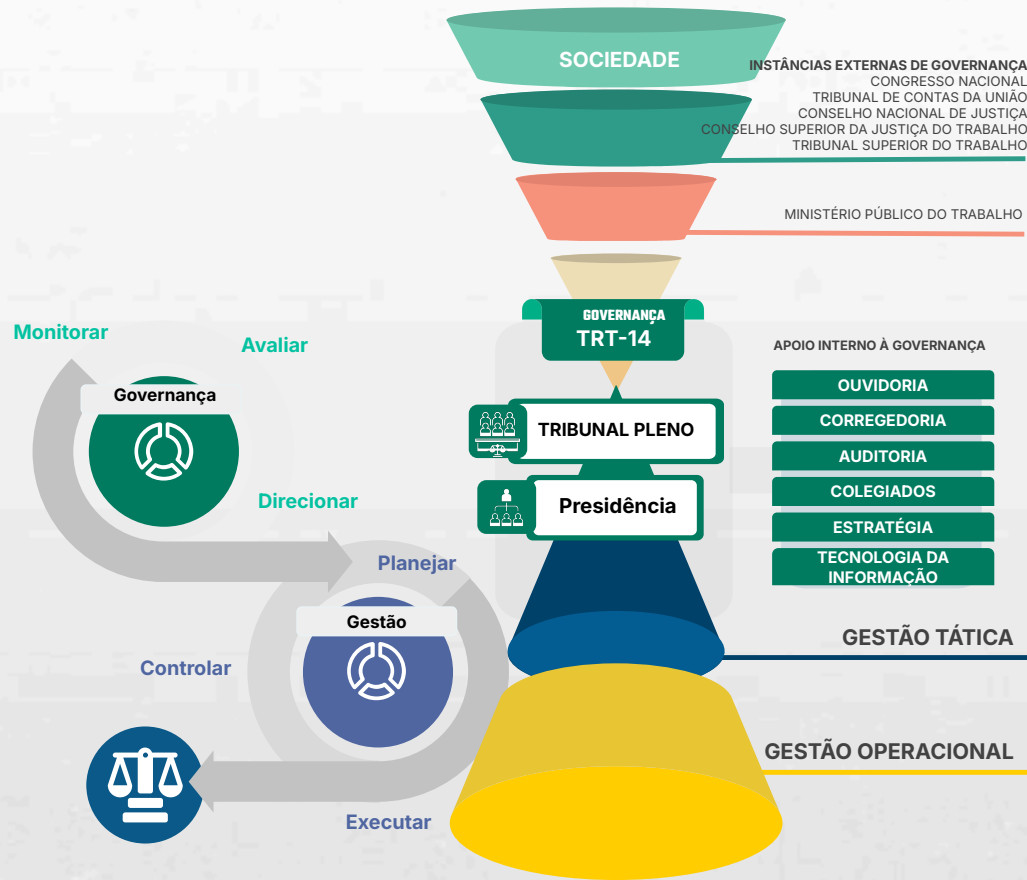 SOCIEDADE
INSTÂNCIAS EXTERNAS DE GOVERNANÇA
CONGRESSO NACIONAL
TRIBUNAL DE CONTAS DA UNIÃO
CONSELHO NACIONAL DE JUSTIÇA
CONSELHO SUPERIOR DA JUSTIÇA DO TRABALHO
TRIBUNAL SUPERIOR DO TRABALHO
MINISTÉRIO PÚBLICO DO TRABALHO
GOVERNANÇA
TRT-14
TRIBUNAL PLENO
Presidência
APOIO INTERNO À GOVERNANÇA
OUVIDORIA
CORREGEDORIA
AUDITORIA
COLEGIADOS
ESTRATÉGIA
TECNOLOGIA DA
INFORMAÇÃO
GESTÃO TÁTICA
GESTÃO OPERACIONAL
Monitorar
Avaliar
Governança
Direcionar
Planejar
Gestão
Controlar
Executar